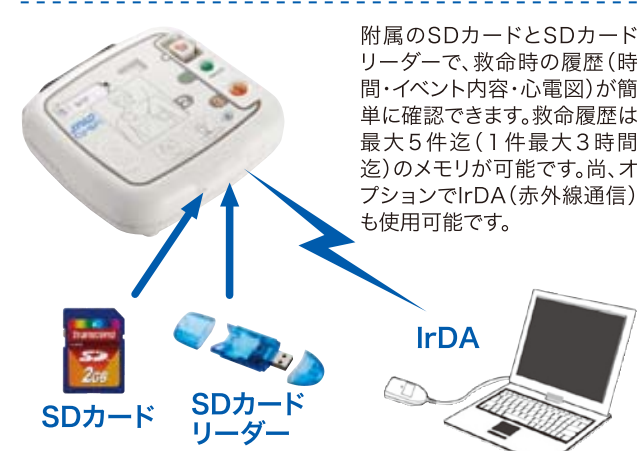 附属のSDカードとSDカード
リーダーで、救命時の履歴(時
間・イベント内容・心電図)が簡
単に確認できます。救命履歴は
最大5件迄(1件最大3時間
迄)のメモリが可能です。尚、オ
プションでIrDA(赤外線通信)
も使用可能です。
IrDA
Transcend
SD
2GB
SDカード
SDカード
リーダー